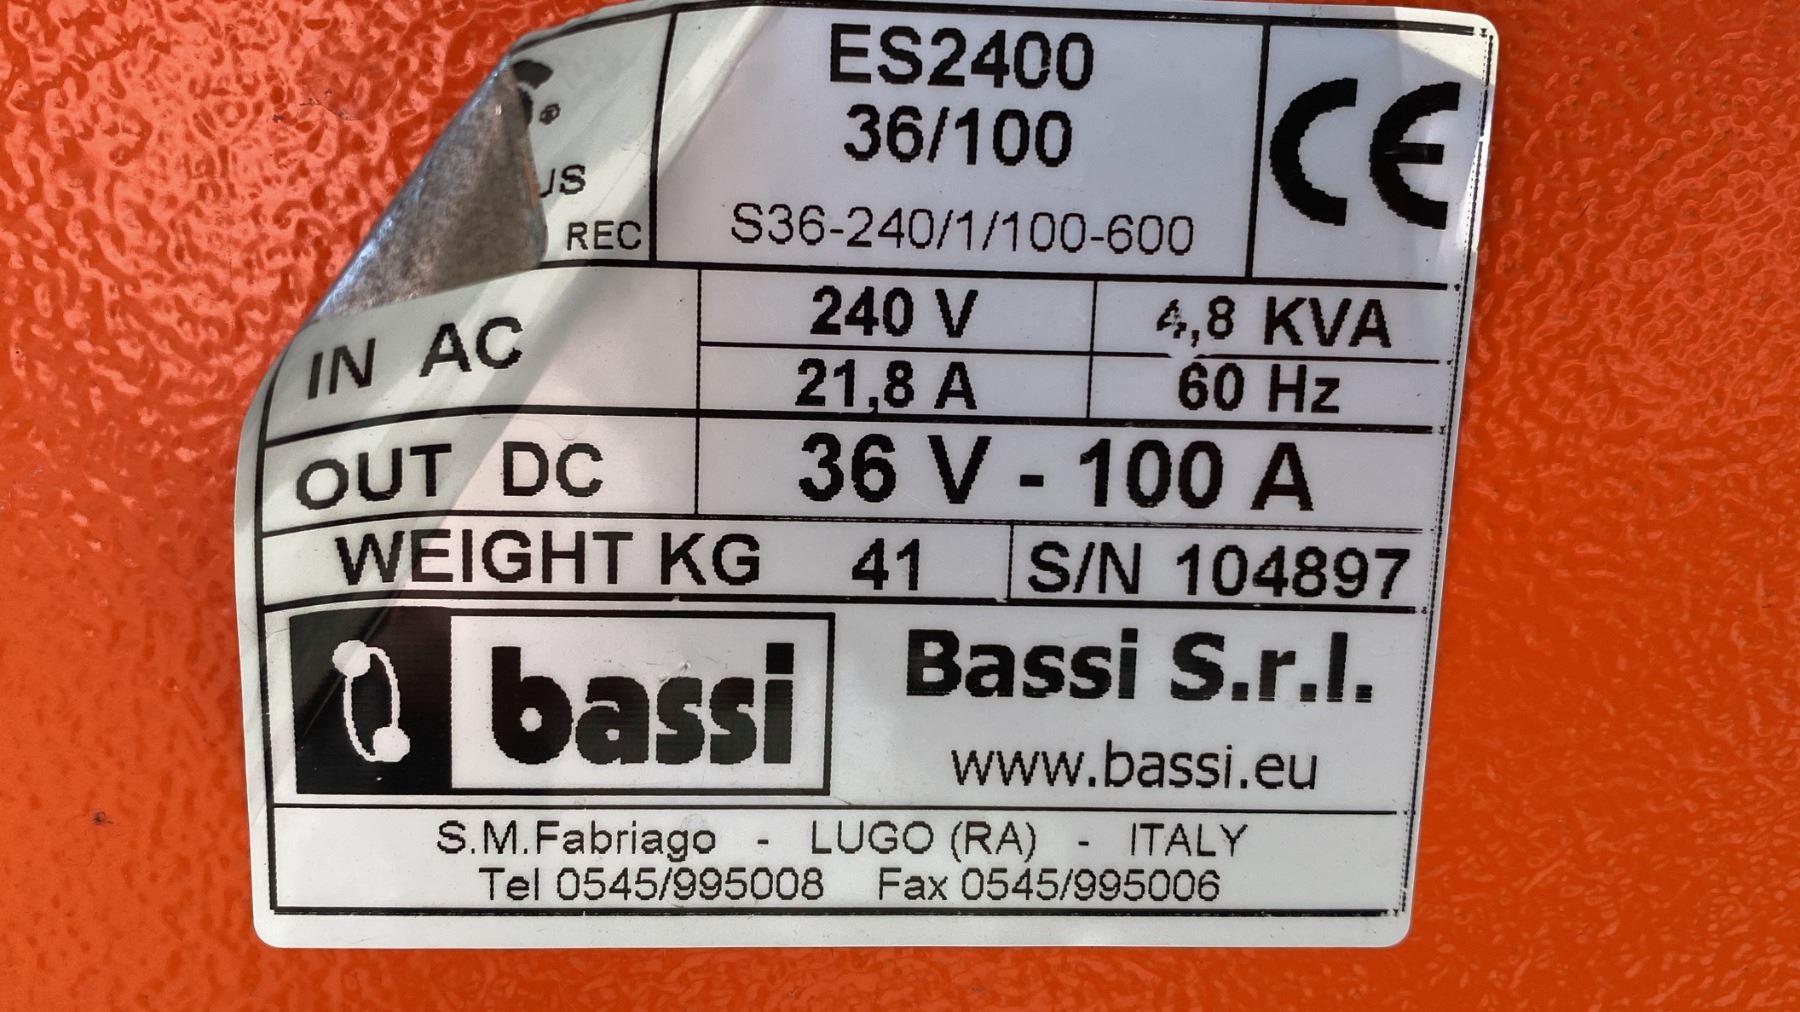 ®
ES2400
36/100
S36-240/1/100-600
CE
US
REC
IN AC
240 V
4,8 KVA
21,8 A
60 Hz
OUT DC
36 V - 100 A
WEIGHT KG 41
S/N 104897
bassi
Bassi S.r.l.
www.bassi.eu
S.M.Fabriago - LUGO (RA) - ITALY
Tel 0545/995008 Fax 0545/995006